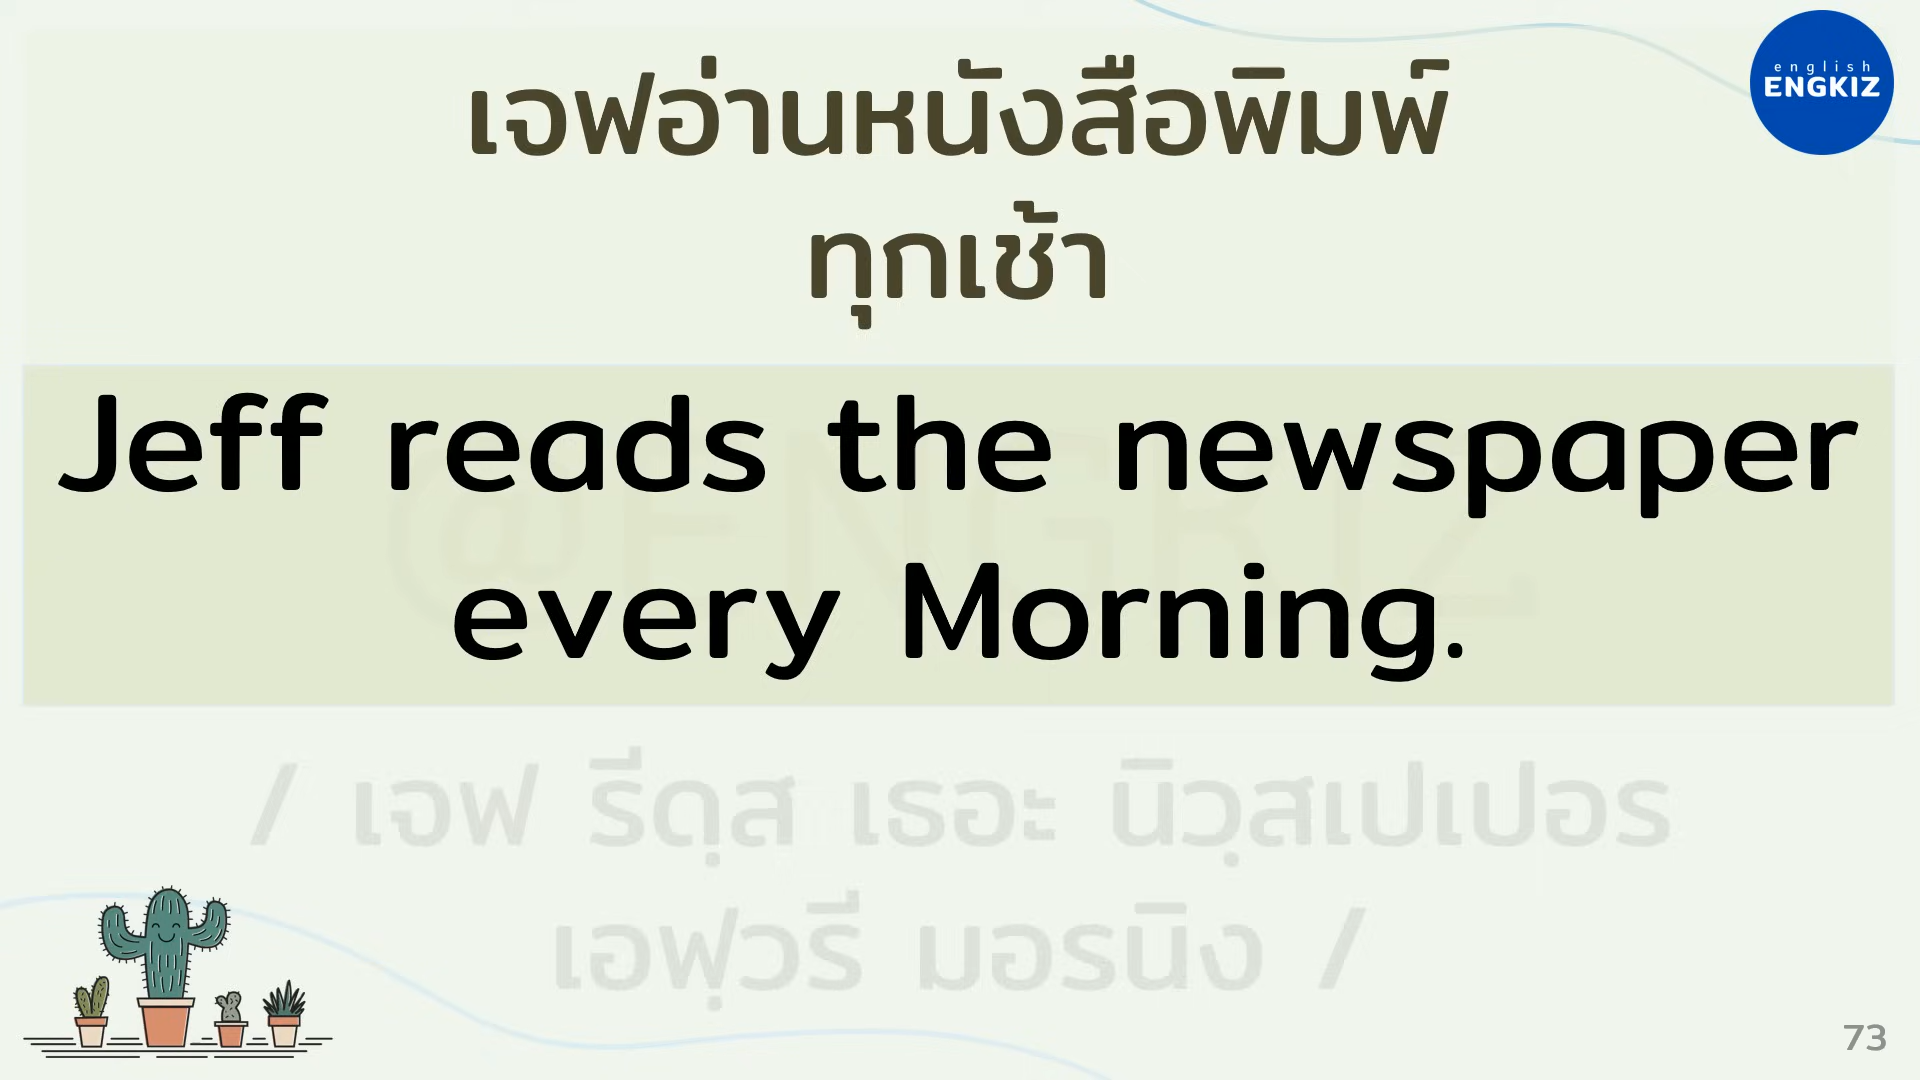 เจฟอ่านหนังสือพิมพ์
ทุกเช้า
english
ENGKIZ
Jeff reads the newspaper
every Morning.
@ENGKIZ
/ เจฟ รีดฺส เธอะ นิวฺสเปเปอร
เอฟฺวรี มอรนิง /
73